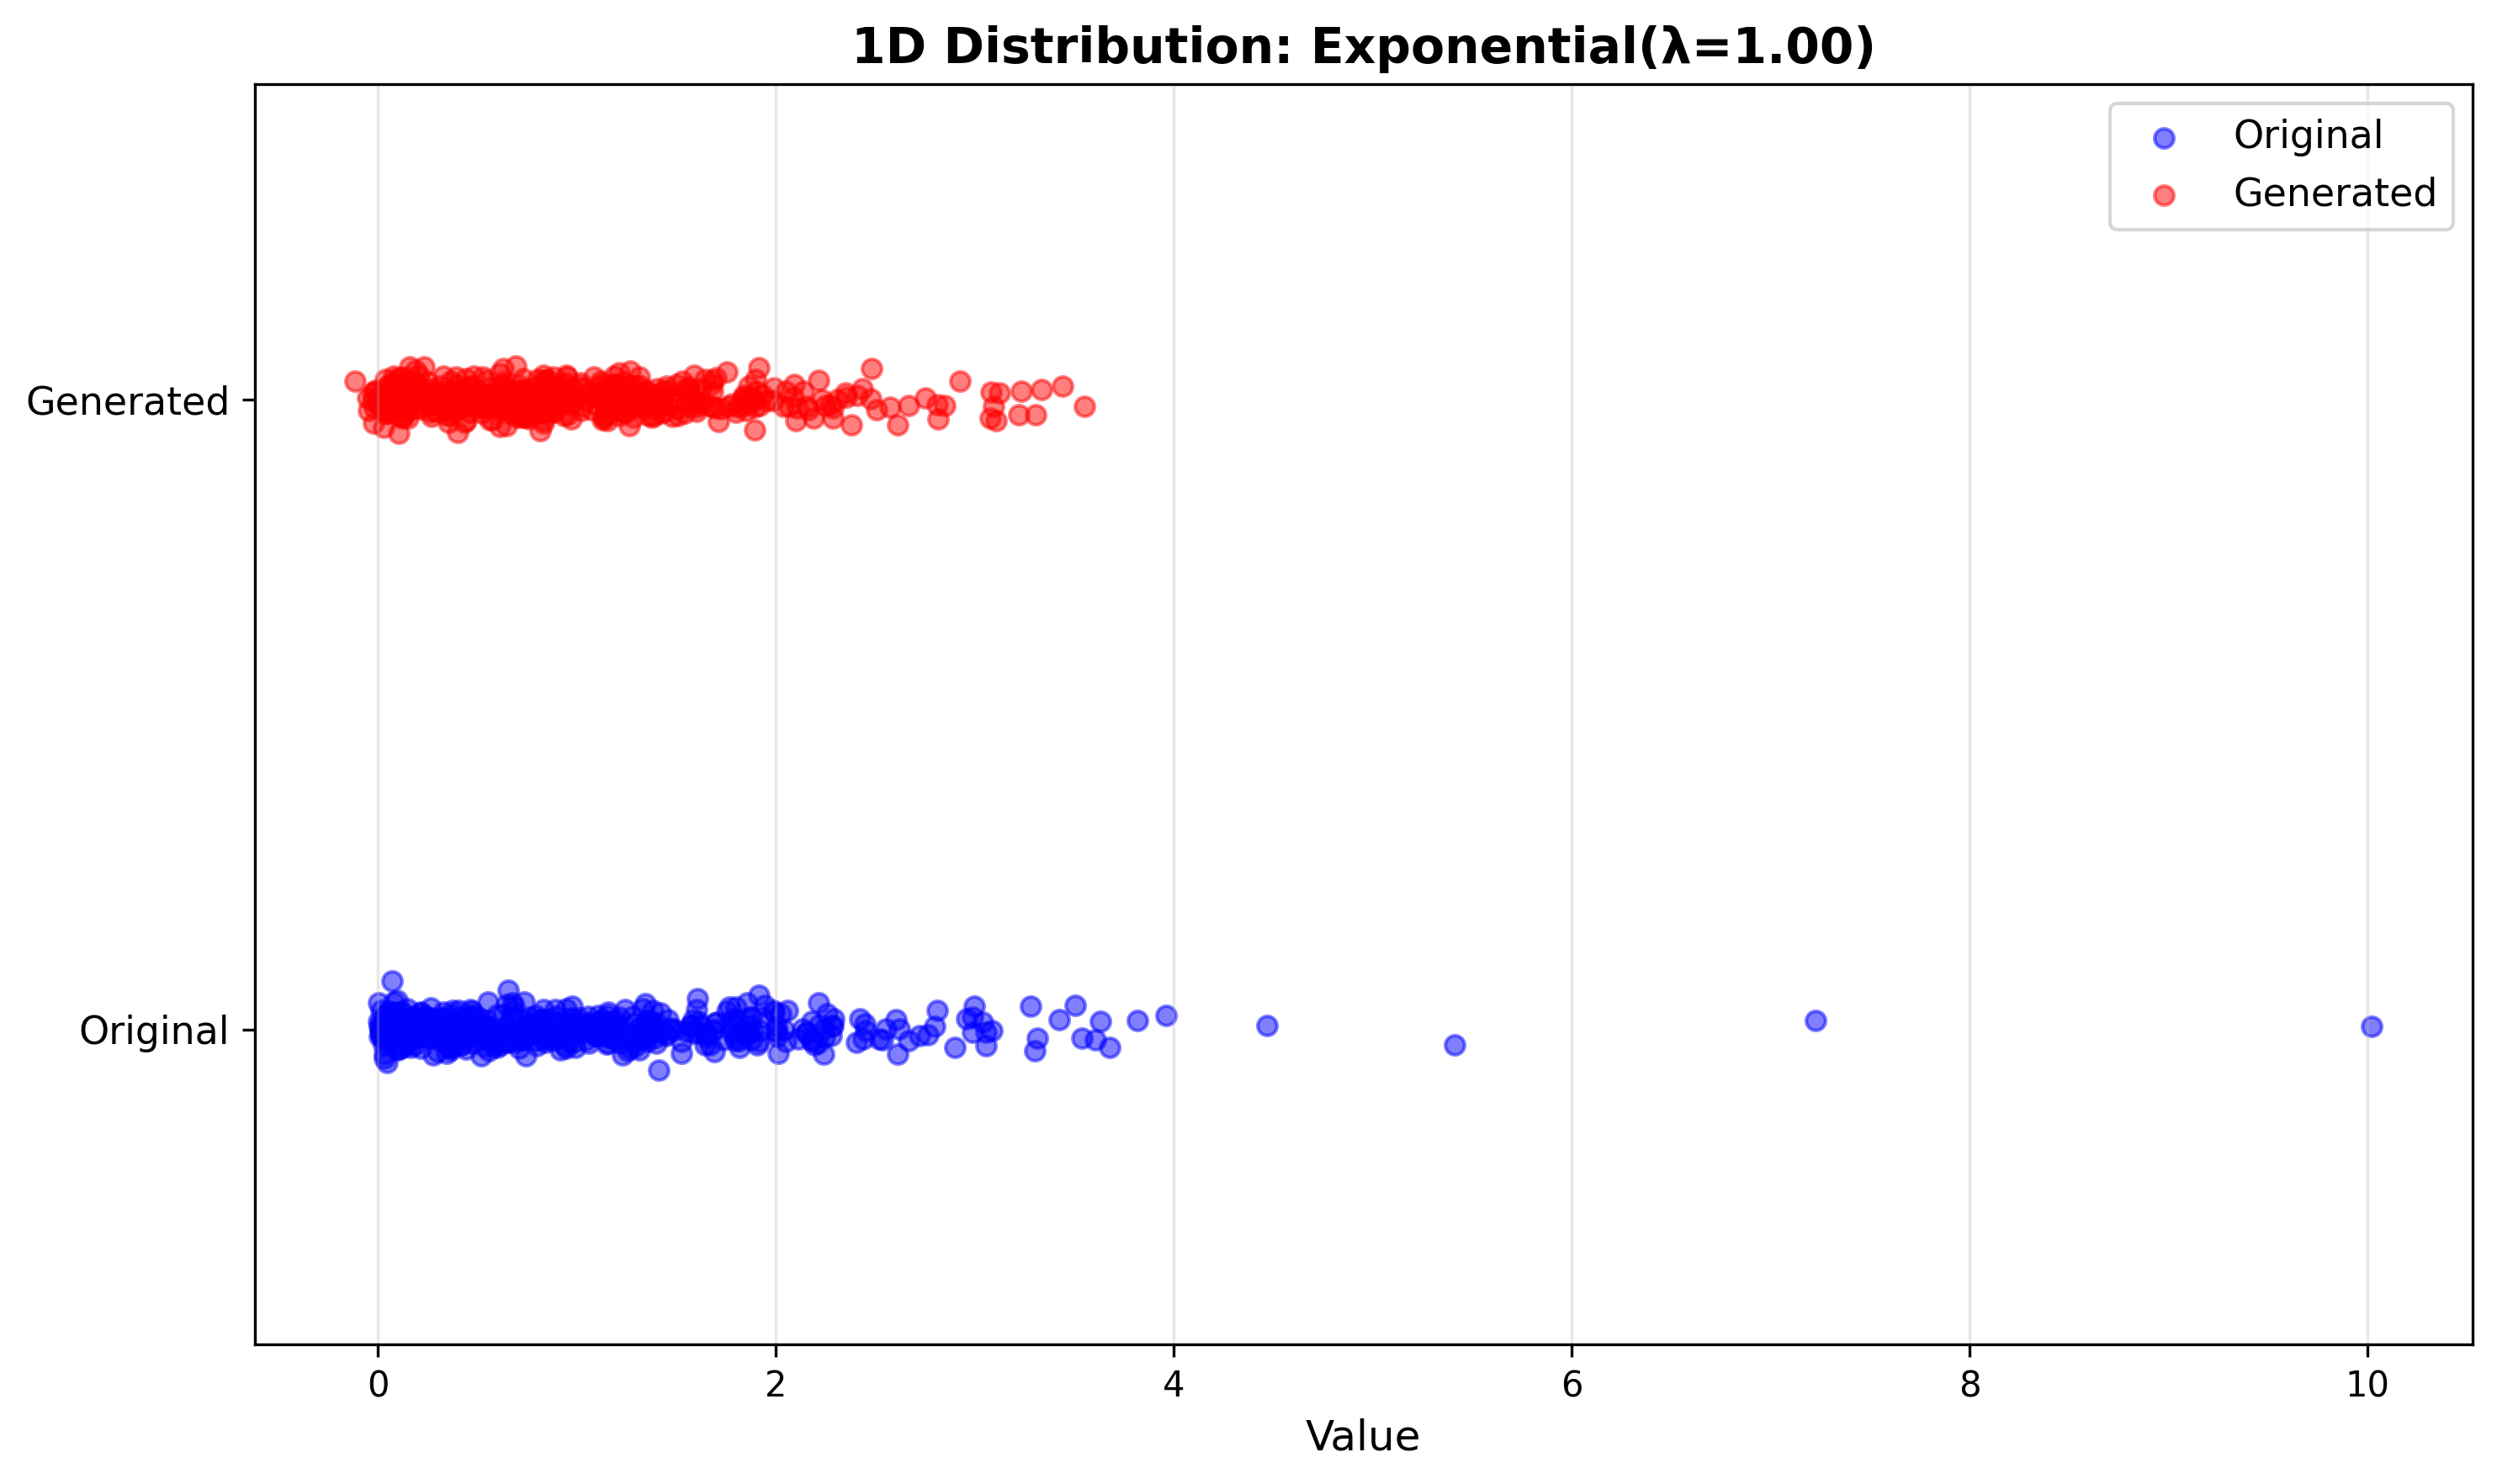 1D Distribution: Exponential(λ=1.00)
Original
Generated
Generated
Original
0 2 4 6 8 10
Value